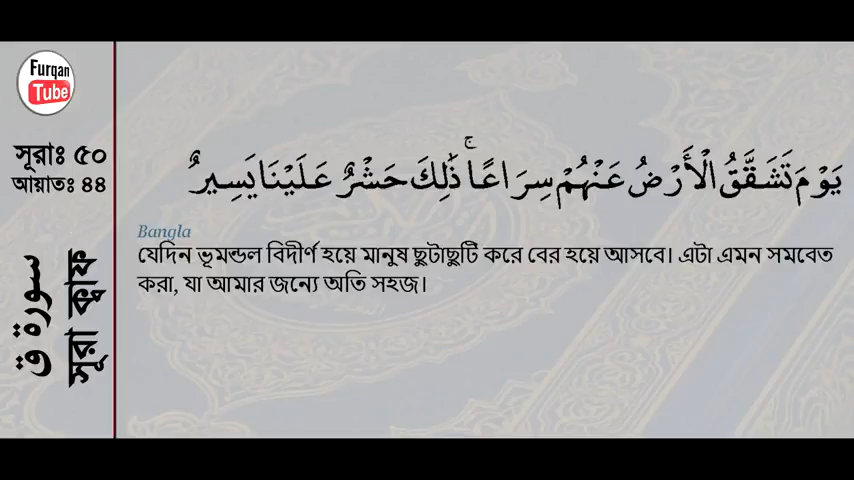 Furqan
Tube
সূরাঃ ৫০
আয়াতঃ ৪৪
سورة ق
সূরা ক্বাফ
يَوْمَ تَشَقَّقُ الْأَرْضُ عَنْهُمْ سِرَاعًا ۚ ذَٰلِكَ حَشْرٌ عَلَيْنَا يَسِيرٌ
Bangla
যেদিন ভূমন্ডল বিদীর্ণ হয়ে মানুষ ছুটাছুটি করে বের হয়ে আসবে। এটা এমন সমবেত
করা, যা আমার জন্যে অতি সহজ।